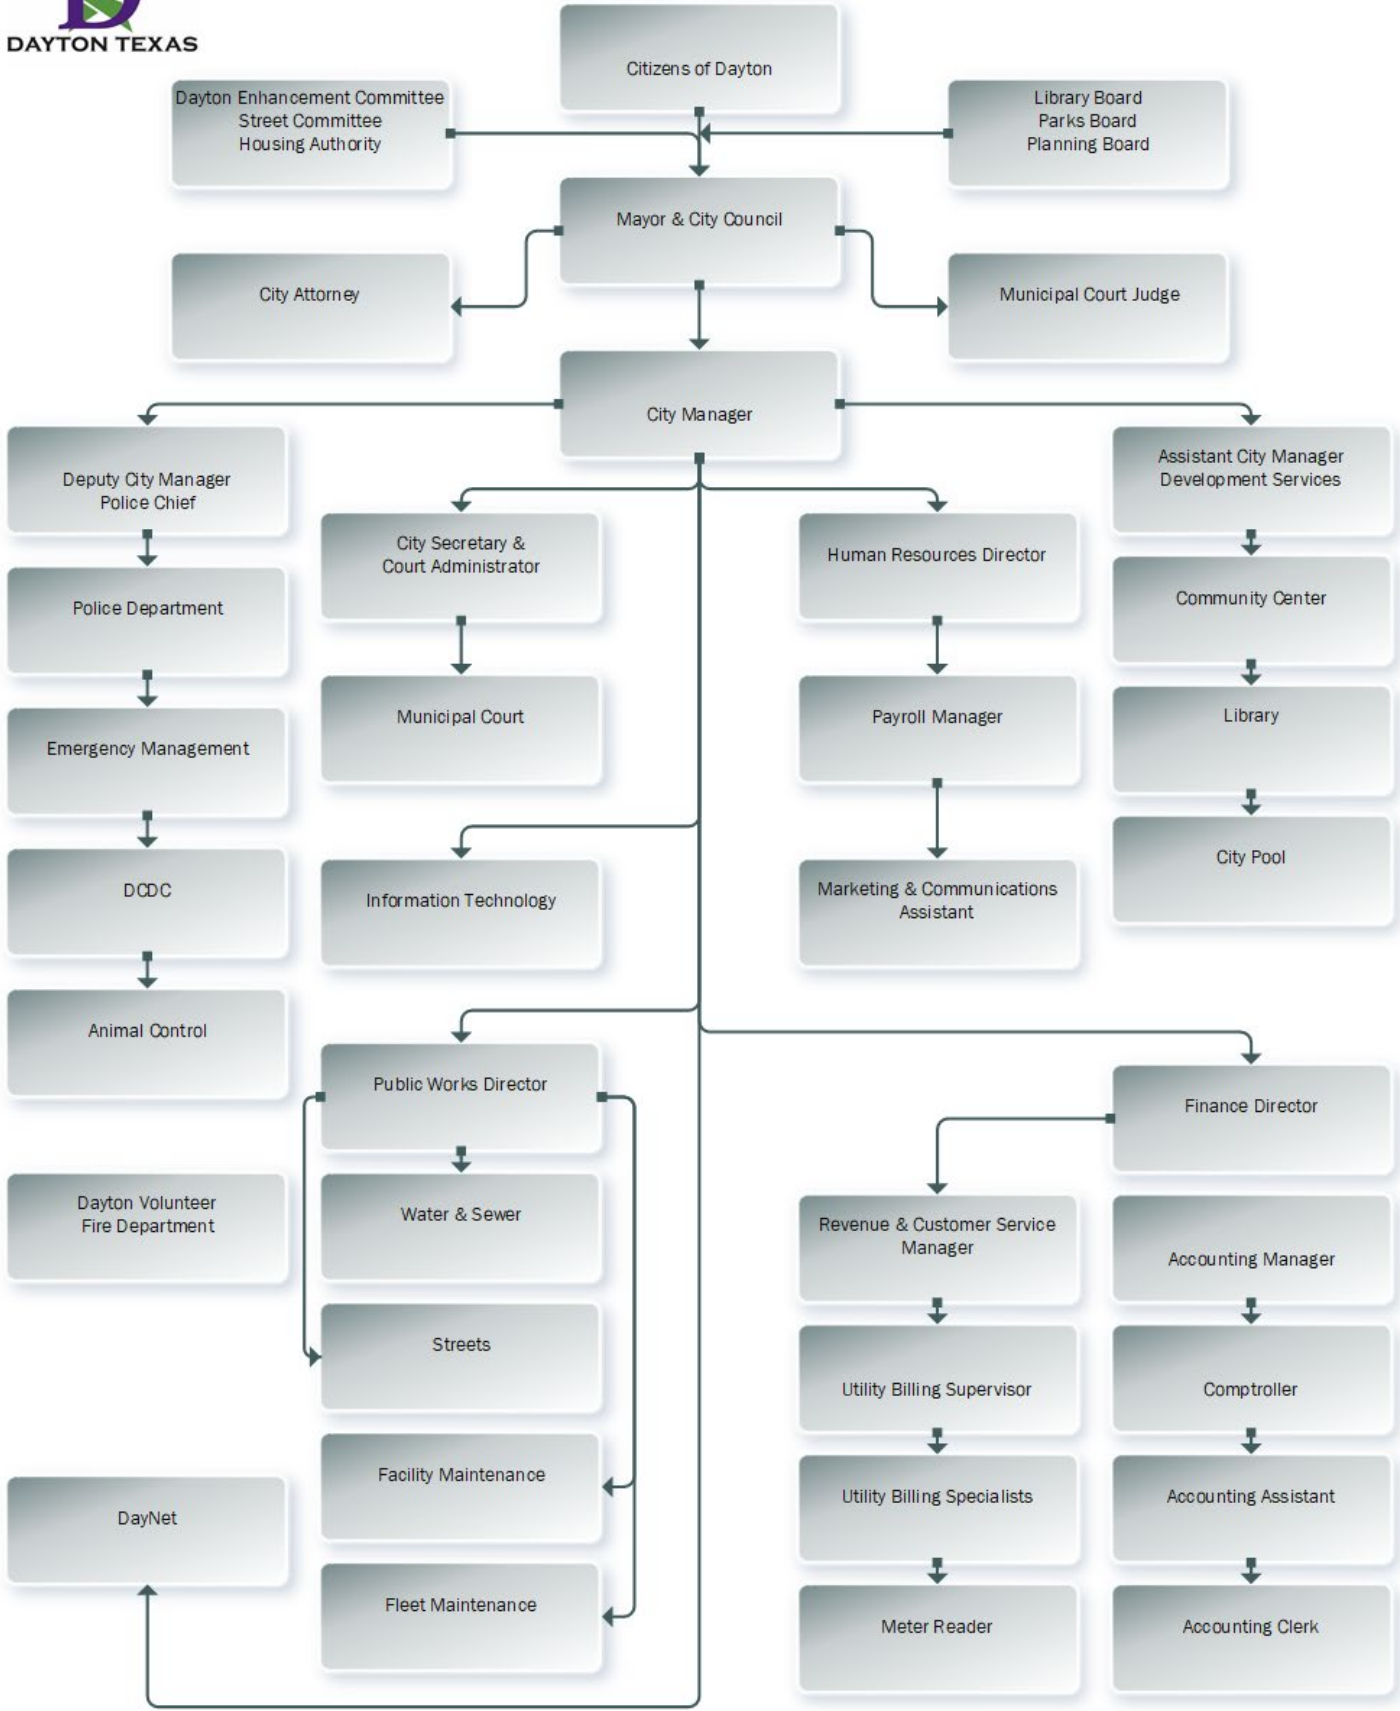 DAYTON TEXAS
Citizens of Dayton
Dayton Enhancement Committee
Street Committee
Housing Authority
Library Board
Parks Board
Planning Board
Mayor & City Council
City Attorney
Municipal Court Judge
City Manager
Deputy City Manager
Police Chief
Assistant City Manager
Development Services
City Secretary &
Court Administrator
Human Resources Director
Police Department
Community Center
Municipal Court
Payroll Manager
Library
Emergency Management
City Pool
DCDC
Information Technology
Marketing & Communications
Assistant
Animal Control
Public Works Director
Finance Director
Dayton Volunteer
Fire Department
Water & Sewer
Revenue & Customer Service
Manager
Accounting Manager
Streets
Utility Billing Supervisor
Comptroller
Facility Maintenance
Utility Billing Specialists
Accounting Assistant
DayNet
Fleet Maintenance
Meter Reader
Accounting Clerk